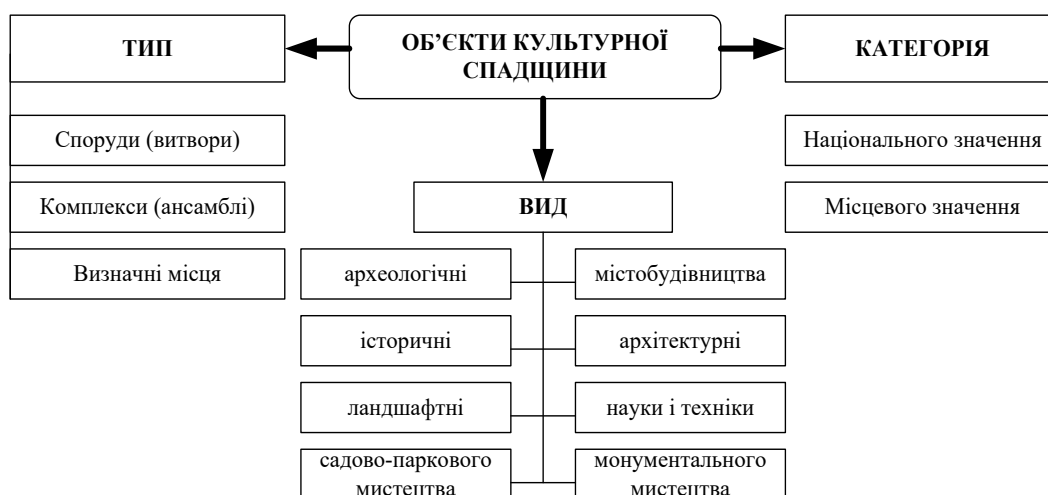 ТИП
ОБ’ЄКТИ КУЛЬТУРНОЇ
СПАДЩИНИ
КАТЕГОРІЯ
Споруди (витвори)
Комплекси (ансамблі)
Визначні місця
ВИД
археологічні
містобудівництва
історичні
архітектурні
ландшафтні
науки і техніки
садово-паркового
мистецтва
монументального
мистецтва
Національного значення
Місцевого значення